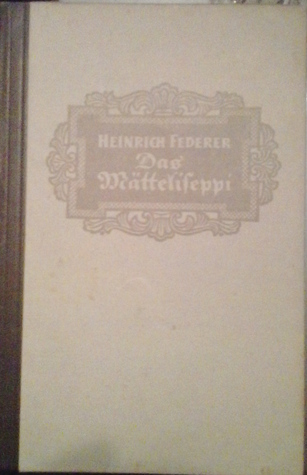 HEINRICH FEDERER
Das
Mätteliseppi